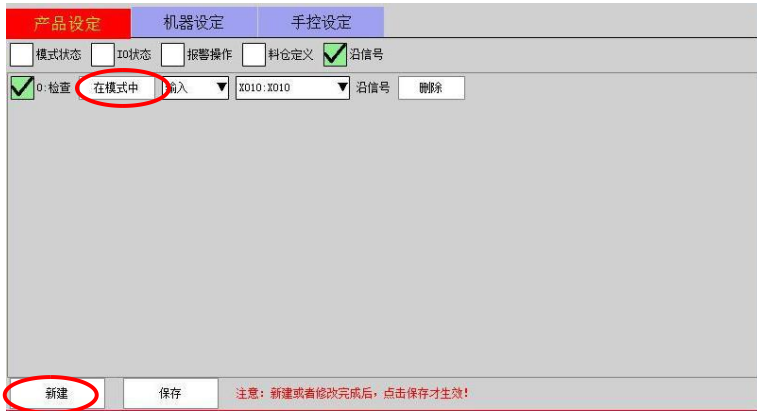 产品设定 机器设定 手控设定
模式状态 IO状态 报警操作 料仓定义 沿信号
0:检查 在模式中 输入 X010:X010 沿信号 删除
新建 保存 注意：新建或者修改完成后，点击保存才生效!